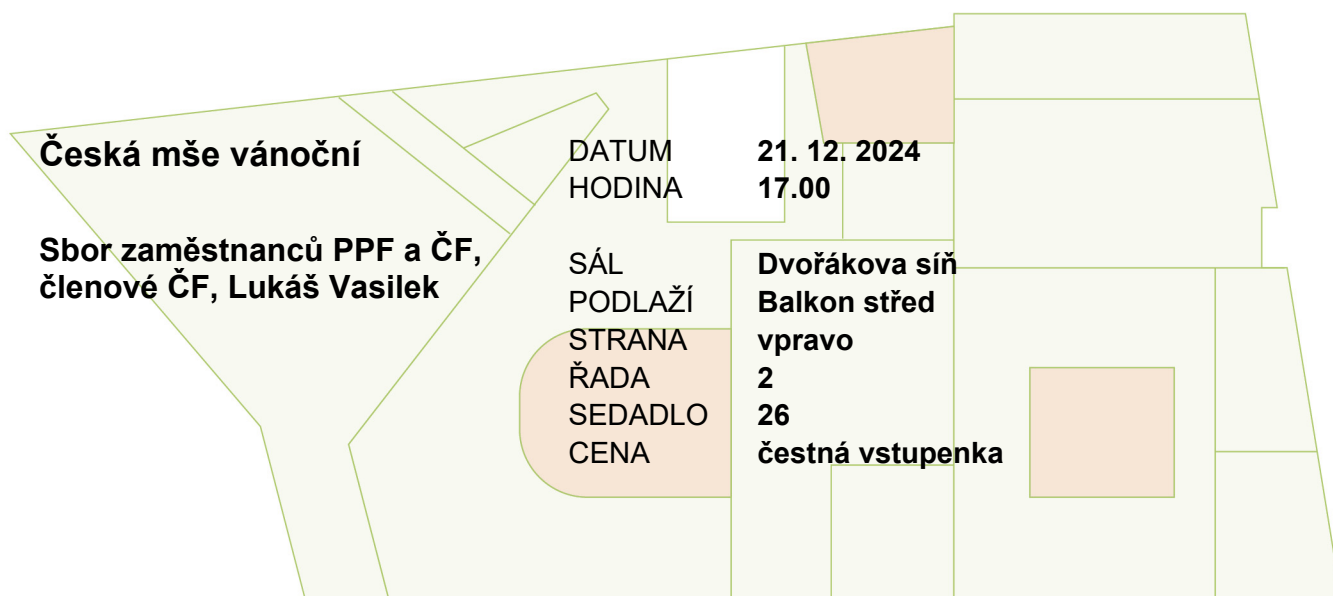 Česká mše vánoční
Sbor zaměstnanců PPF a ČF,
členové ČF, Lukáš Vasilek
DATUM 21. 12. 2024
HODINA 17.00
SÁL Dvořákova síň
PODLAŽÍ Balkon střed
STRANA vpravo
ŘADA 2
SEDADLO 26
CENA čestná vstupenka